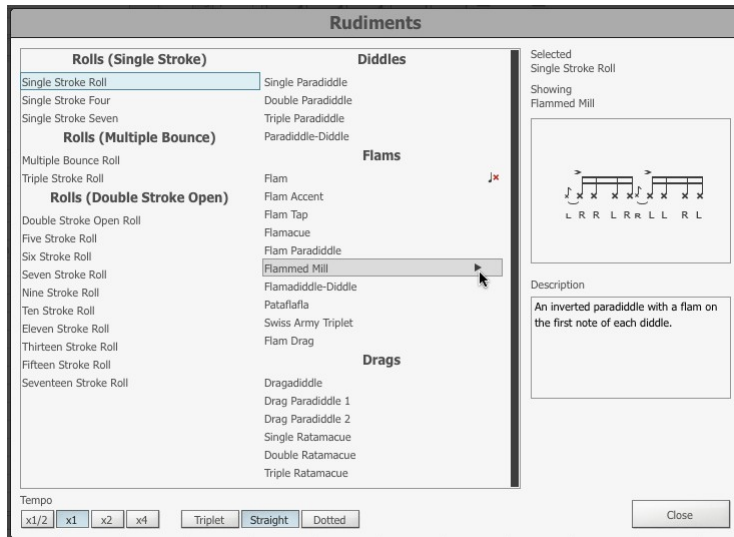 Rudiments
Rolls (Single Stroke)
Single Stroke Roll
Single Stroke Four
Single Stroke Seven
Rolls (Multiple Bounce)
Multiple Bounce Roll
Triple Stroke Roll
Rolls (Double Stroke Open)
Double Stroke Open Roll
Five Stroke Roll
Six Stroke Roll
Seven Stroke Roll
Nine Stroke Roll
Ten Stroke Roll
Eleven Stroke Roll
Thirteen Stroke Roll
Fifteen Stroke Roll
Seventeen Stroke Roll
Diddles
Single Paradiddle
Double Paradiddle
Triple Paradiddle
Paradiddle-Diddle
Flams
Flam
Flam Accent
Flam Tap
Flamacue
Flam Paradiddle
Flammed Mill
Flamadiddle-Diddle
Pataflafla
Swiss Army Triplet
Flam Drag
Drags
Dragadiddle
Drag Paradiddle 1
Drag Paradiddle 2
Single Ratamacue
Double Ratamacue
Triple Ratamacue
Selected
Single Stroke Roll
Showing
Flammed Mill
L R R L R R L L R L
Description
An inverted paradiddle with a flam on
the first note of each diddle.
Tempo
x1/2 x1 x2 x4 Triplet Straight Dotted
Close